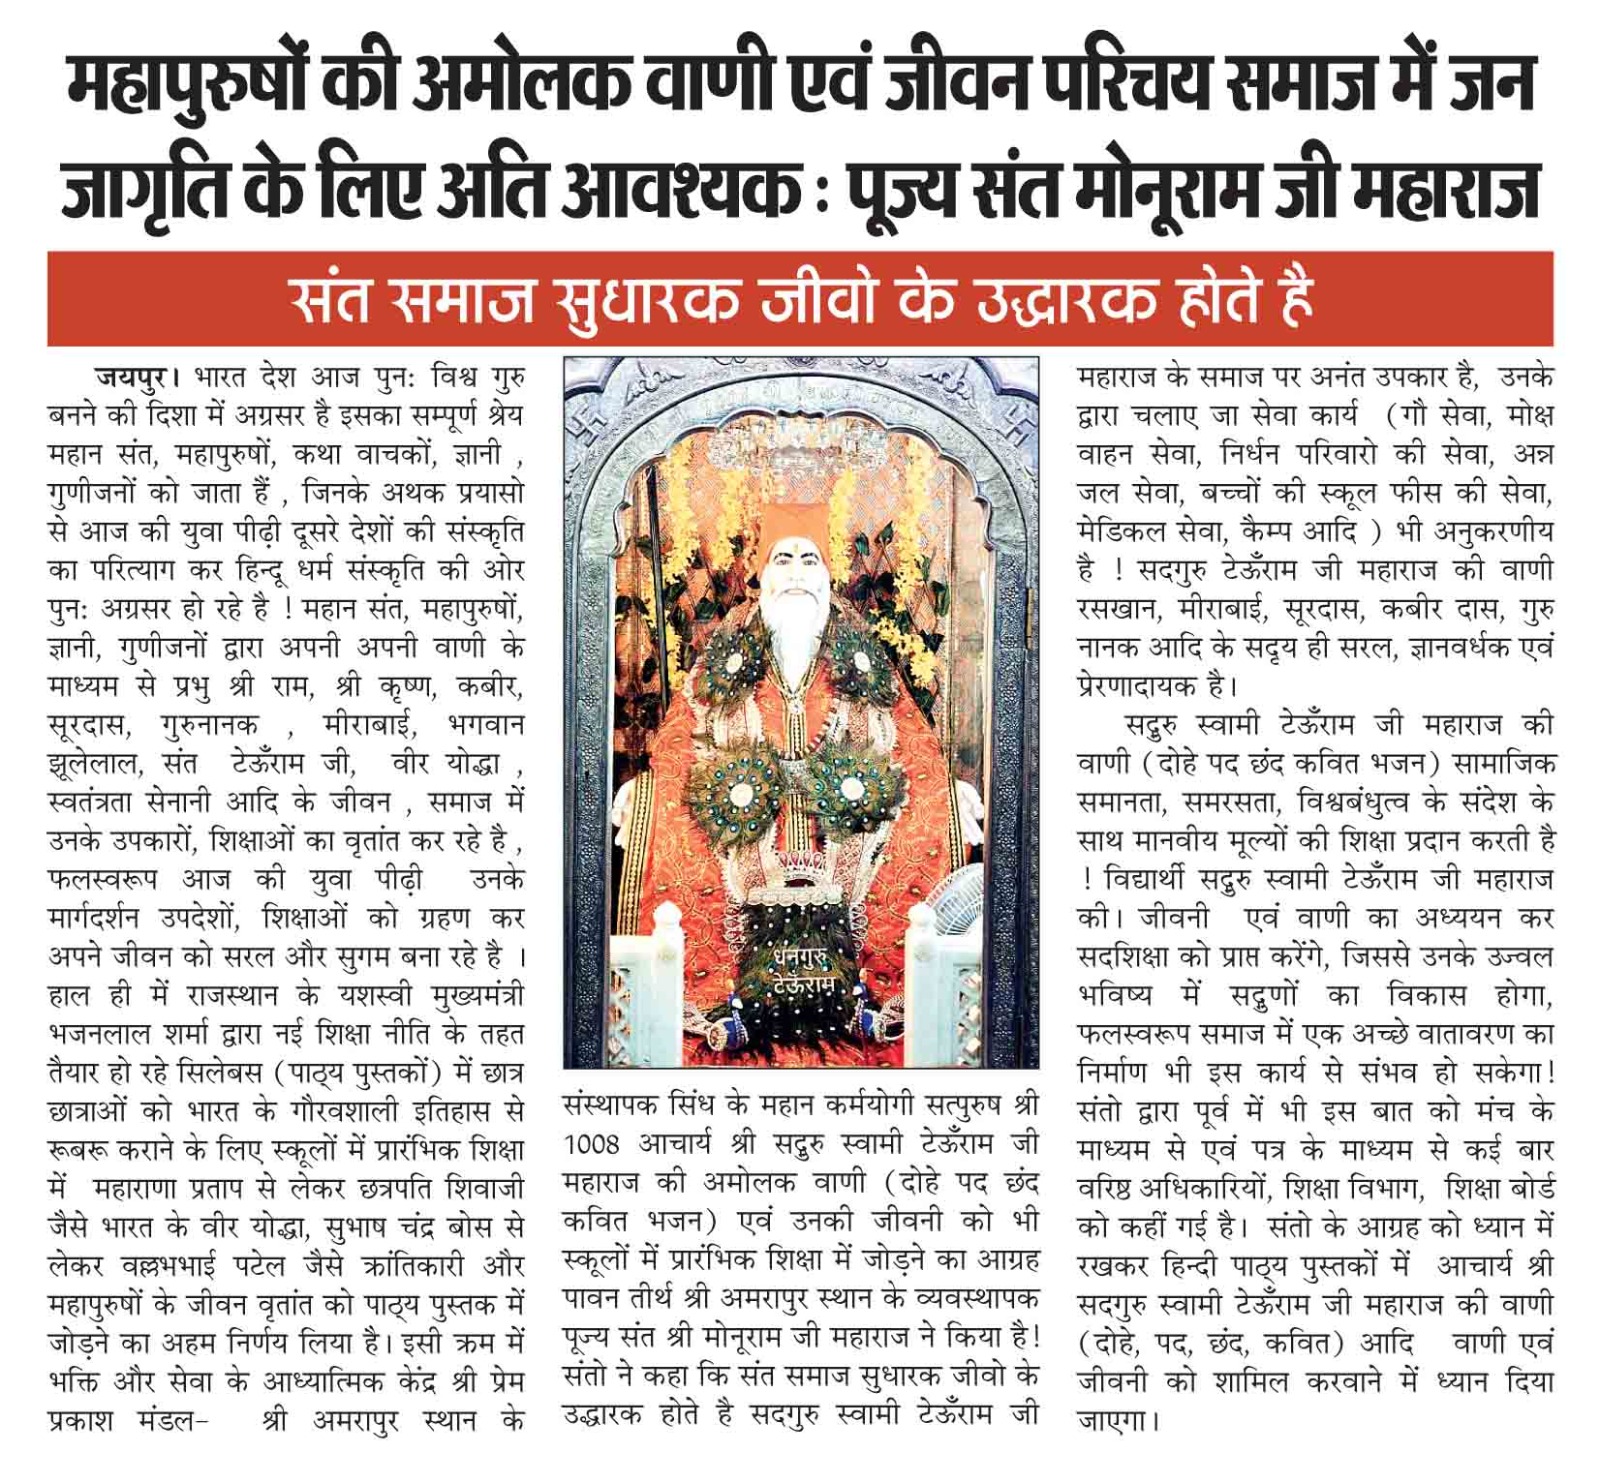 महापुरुषों की अमोलक वाणी एवं जीवन परिचय समाज में जन
जागृति के लिए अति आवश्यक : पूज्य संत मोनूराम जी महाराज
संत समाज सुधारक जीवो के उद्धारक होते है
जयपुर। भारत देश आज पुनः विश्व गुरु
बनने की दिशा में अग्रसर है इसका सम्पूर्ण श्रेय
महान संत, महापुरुषों, कथा वाचकों, ज्ञानी ,
गुणीजनों को जाता हैं , जिनके अथक प्रयासो
से आज की युवा पीढ़ी दूसरे देशों की संस्कृति
का परित्याग कर हिन्दू धर्म संस्कृति की ओर
पुनः अग्रसर हो रहे है ! महान संत, महापुरुषों,
ज्ञानी, गुणीजनों द्वारा अपनी अपनी वाणी के
माध्यम से प्रभु श्री राम, श्री कृष्ण, कबीर,
सूरदास, गुरुनानक , मीराबाई, भगवान
झूलेलाल, संत टेऊँराम जी, वीर योद्धा ,
स्वतंत्रता सेनानी आदि के जीवन , समाज में
उनके उपकारों, शिक्षाओं का वृतांत कर रहे है ,
फलस्वरूप आज की युवा पीढ़ी उनके
मार्गदर्शन उपदेशों, शिक्षाओं को ग्रहण कर
अपने जीवन को सरल और सुगम बना रहे है ।
हाल ही में राजस्थान के यशस्वी मुख्यमंत्री
भजनलाल शर्मा द्वारा नई शिक्षा नीति के तहत
तैयार हो रहे सिलेबस (पाठ्य पुस्तकों) में छात्र
छात्राओं को भारत के गौरवशाली इतिहास से
रूबरू कराने के लिए स्कूलों में प्रारंभिक शिक्षा
में महाराणा प्रताप से लेकर छत्रपति शिवाजी
जैसे भारत के वीर योद्धा, सुभाष चंद्र बोस से
लेकर वल्लभभाई पटेल जैसे क्रांतिकारी और
महापुरुषों के जीवन वृतांत को पाठ्य पुस्तक में
जोड़ने का अहम निर्णय लिया है। इसी क्रम में
भक्ति और सेवा के आध्यात्मिक केंद्र श्री प्रेम
प्रकाश मंडल- श्री अमरापुर स्थान के
धनगुरु
टेऊँराम
संस्थापक सिंध के महान कर्मयोगी सत्पुरुष श्री
1008 आचार्य श्री सद्गुरु स्वामी टेऊँराम जी
महाराज की अमोलक वाणी (दोहे पद छंद
कवित भजन) एवं उनकी जीवनी को भी
स्कूलों में प्रारंभिक शिक्षा में जोड़ने का आग्रह
पावन तीर्थ श्री अमरापुर स्थान के व्यवस्थापक
पूज्य संत श्री मोनूराम जी महाराज ने किया है!
संतो ने कहा कि संत समाज सुधारक जीवो के
उद्धारक होते है सदगुरु स्वामी टेऊँराम जी
महाराज के समाज पर अनंत उपकार है, उनके
द्वारा चलाए जा सेवा कार्य (गौ सेवा, मोक्ष
वाहन सेवा, निर्धन परिवारो की सेवा, अन्न
जल सेवा, बच्चों की स्कूल फीस की सेवा,
मेडिकल सेवा, कैम्प आदि ) भी अनुकरणीय
है ! सदगुरु टेऊँराम जी महाराज की वाणी
रसखान, मीराबाई, सूरदास, कबीर दास, गुरु
नानक आदि के सदृय ही सरल, ज्ञानवर्धक एवं
प्रेरणादायक है।
सद्गुरु स्वामी टेऊँराम जी महाराज की
वाणी (दोहे पद छंद कवित भजन) सामाजिक
समानता, समरसता, विश्वबंधुत्व के संदेश के
साथ मानवीय मूल्यों की शिक्षा प्रदान करती है
! विद्यार्थी सद्गुरु स्वामी टेऊँराम जी महाराज
की। जीवनी एवं वाणी का अध्ययन कर
सदशिक्षा को प्राप्त करेंगे, जिससे उनके उज्वल
भविष्य में सद्गुणों का विकास होगा,
फलस्वरूप समाज में एक अच्छे वातावरण का
निर्माण भी इस कार्य से संभव हो सकेगा!
संतो द्वारा पूर्व में भी इस बात को मंच के
माध्यम से एवं पत्र के माध्यम से कई बार
वरिष्ठ अधिकारियों, शिक्षा विभाग, शिक्षा बोर्ड
को कहीं गई है। संतो के आग्रह को ध्यान में
रखकर हिन्दी पाठ्य पुस्तकों में आचार्य श्री
सदगुरु स्वामी टेऊँराम जी महाराज की वाणी
(दोहे, पद, छंद, कवित) आदि वाणी एवं
जीवनी को शामिल करवाने में ध्यान दिया
जाएगा।